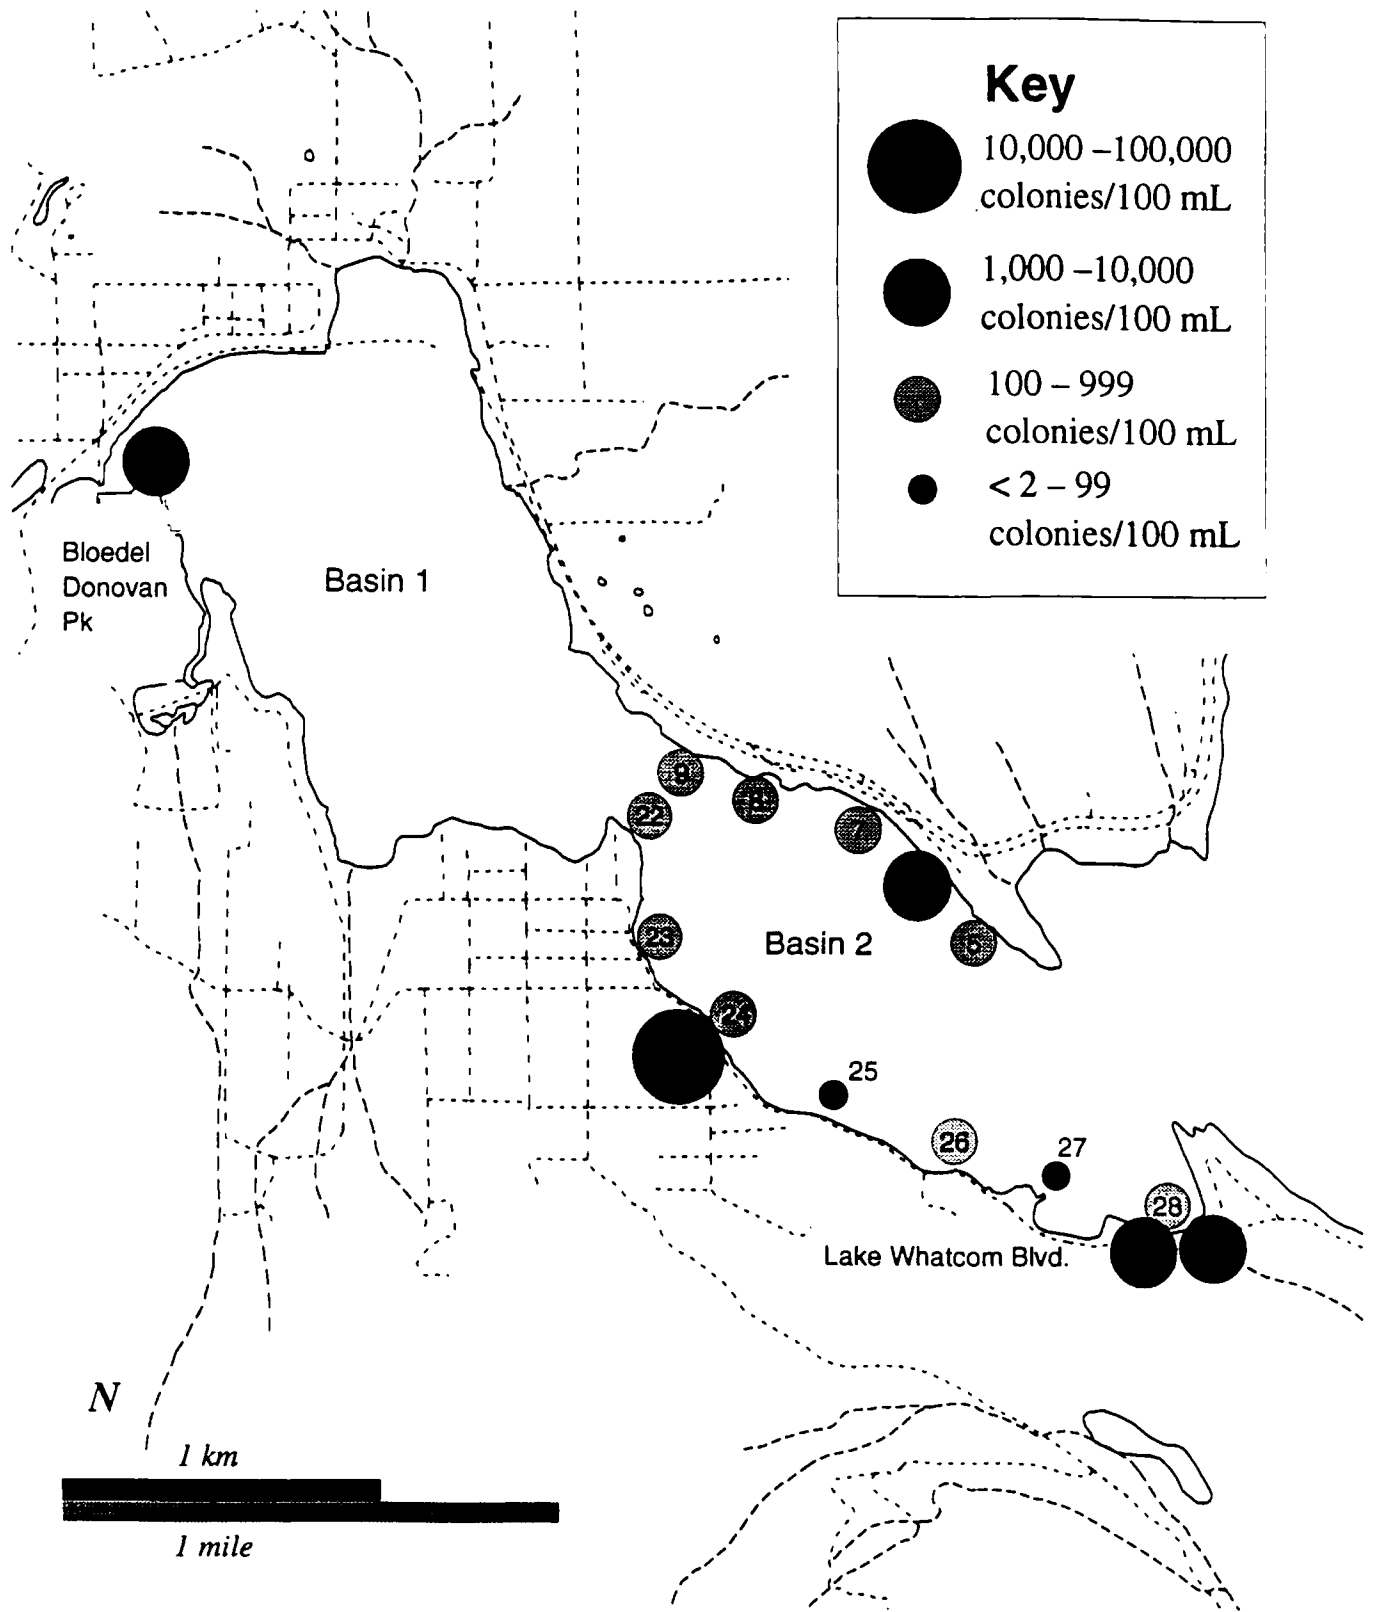 Key
10,000 – 100,000
colonies/100 mL
1,000 – 10,000
colonies/100 mL
100 – 999
colonies/100 mL
< 2 – 99
colonies/100 mL
Bloedel
Donovan
Pk
Basin 1
9
8
22
7
23
Basin 2
5
24
25
26
27
28
Lake Whatcom Blvd.
N
1 km
1 mile